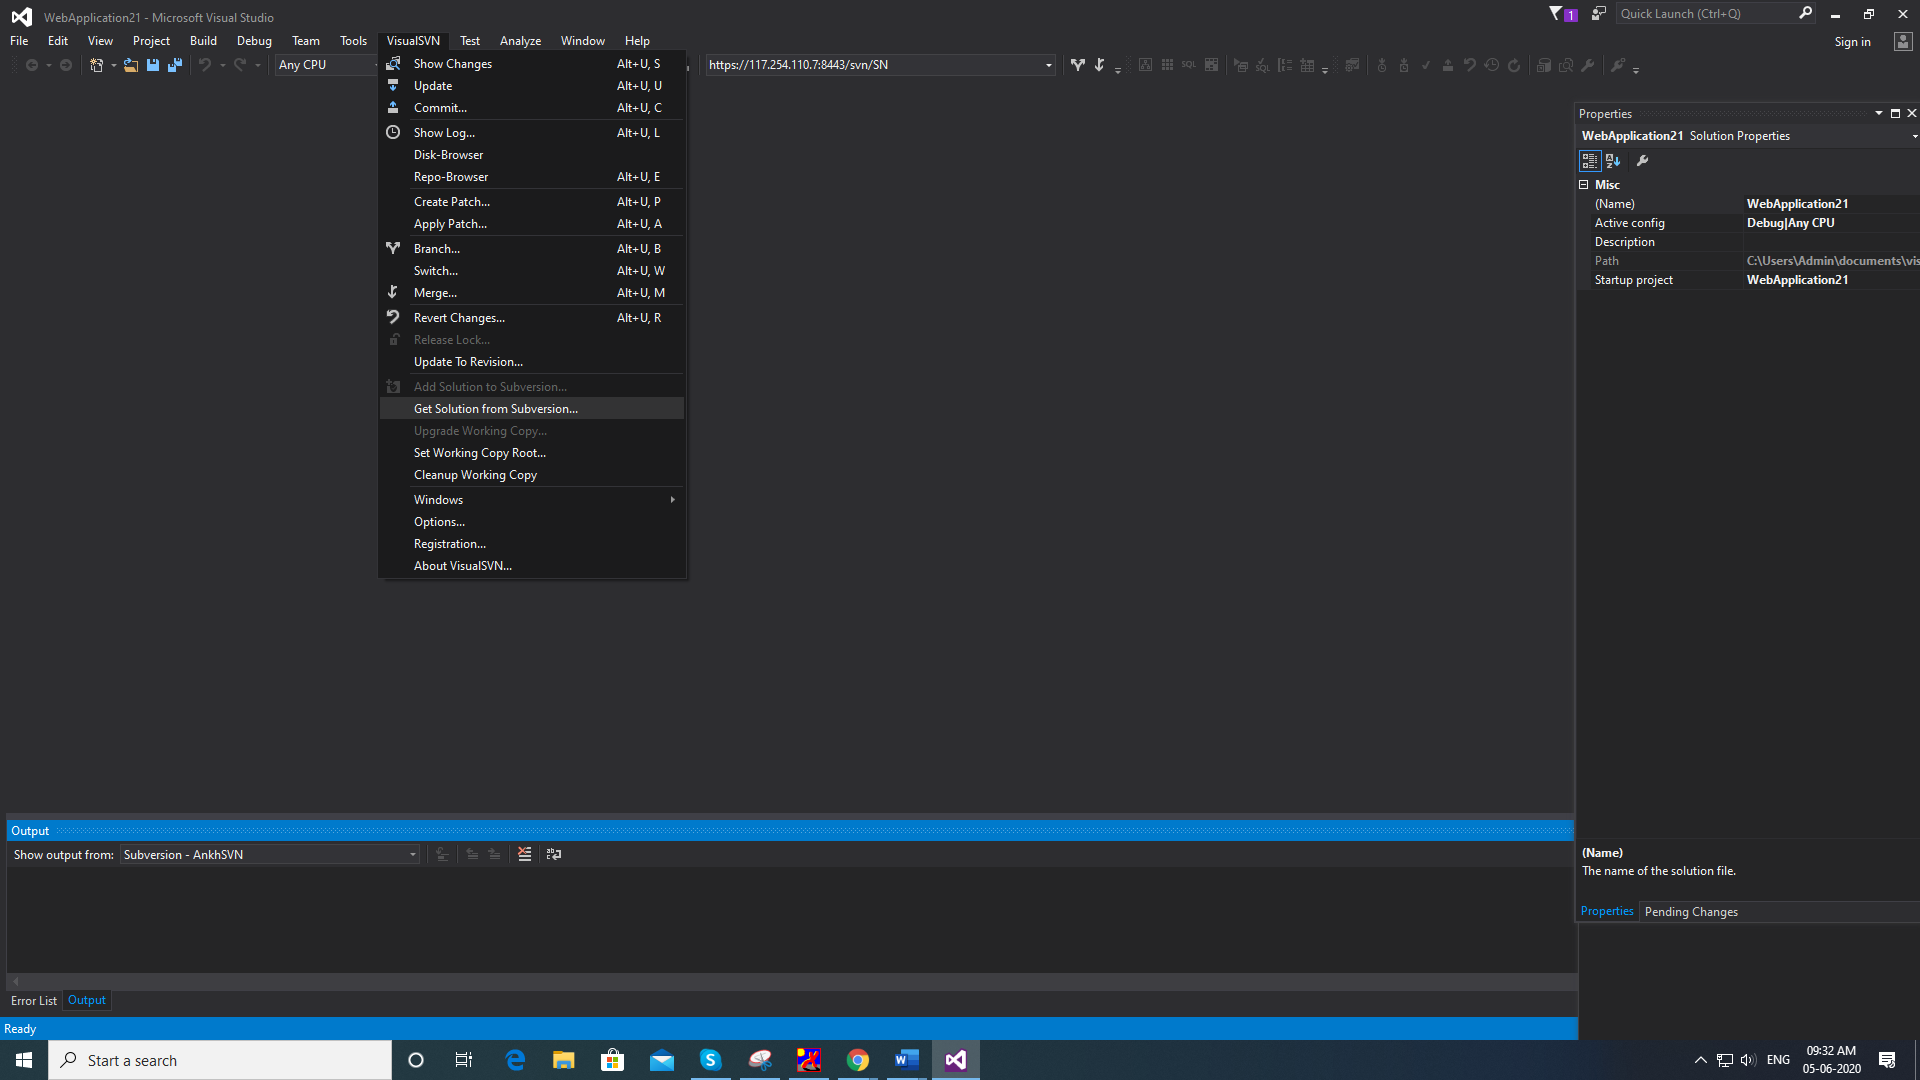 WebApplication21 - Microsoft Visual Studio
1
Quick Launch (Ctrl+Q)
File Edit View Project Build Debug Team Tools VisualSVN Test Analyze Window Help
Sign in
Any CPU
https://117.254.110.7:8443/svn/SN
SQL
Show Changes Alt+U, S
Update Alt+U, U
Commit... Alt+U, C
Show Log... Alt+U, L
Disk-Browser
Repo-Browser Alt+U, E
Create Patch... Alt+U, P
Apply Patch... Alt+U, A
Branch... Alt+U, B
Switch... Alt+U, W
Merge... Alt+U, M
Revert Changes... Alt+U, R
Release Lock...
Update To Revision...
Add Solution to Subversion...
Get Solution from Subversion...
Upgrade Working Copy...
Set Working Copy Root...
Cleanup Working Copy
Windows
Options...
Registration...
About VisualSVN...
Properties
WebApplication21 Solution Properties
Misc
(Name) WebApplication21
Active config Debug|Any CPU
Description
Path C:\Users\Admin\documents\vis
Startup project WebApplication21
(Name)
The name of the solution file.
Properties Pending Changes
Output
Show output from: Subversion - AnkhSVN
Error List Output
Ready
Start a search
ENG
09:32 AM
05-06-2020